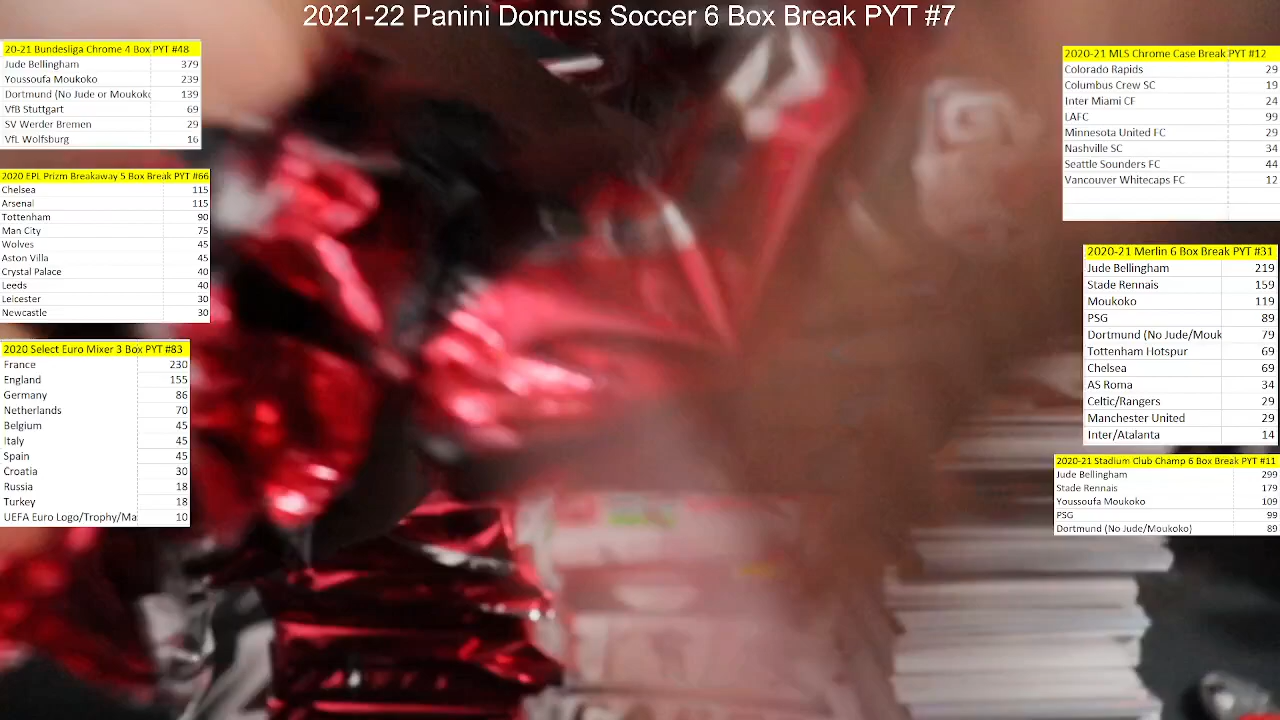 2021-22 Panini Donruss Soccer 6 Box Break PYT #7
20-21 Bundesliga Chrome 4 Box PYT #48
Jude Bellingham 379
Youssoufa Moukoko 239
Dortmund (No Jude or Moukoko 139
VfB Stuttgart 69
SV Werder Bremen 29
VfL Wolfsburg 16
2020 EPL Prizm Breakaway 5 Box Break PYT #66
Chelsea 115
Arsenal 115
Tottenham 90
Man City 75
Wolves 45
Aston Villa 45
Crystal Palace 40
Leeds 40
Leicester 30
Newcastle 30
2020 Select Euro Mixer 3 Box PYT #83
France 230
England 155
Germany 86
Netherlands 70
Belgium 45
Italy 45
Spain 45
Croatia 30
Russia 18
Turkey 18
UEFA Euro Logo/Trophy/Ma 10
2020-21 MLS Chrome Case Break PYT #12
Colorado Rapids 29
Columbus Crew SC 19
Inter Miami CF 24
LAFC 99
Minnesota United FC 29
Nashville SC 34
Seattle Sounders FC 44
Vancouver Whitecaps FC 12
2020-21 Merlin 6 Box Break PYT #31
Jude Bellingham 219
Stade Rennais 159
Moukoko 119
PSG 89
Dortmund (No Jude/Mouk 79
Tottenham Hotspur 69
Chelsea 69
AS Roma 34
Celtic/Rangers 29
Manchester United 29
Inter/Atalanta 14
2020-21 Stadium Club Champ 6 Box Break PYT #11
Jude Bellingham 299
Stade Rennais 179
Youssoufa Moukoko 109
PSG 99
Dortmund (No Jude/Moukoko) 89